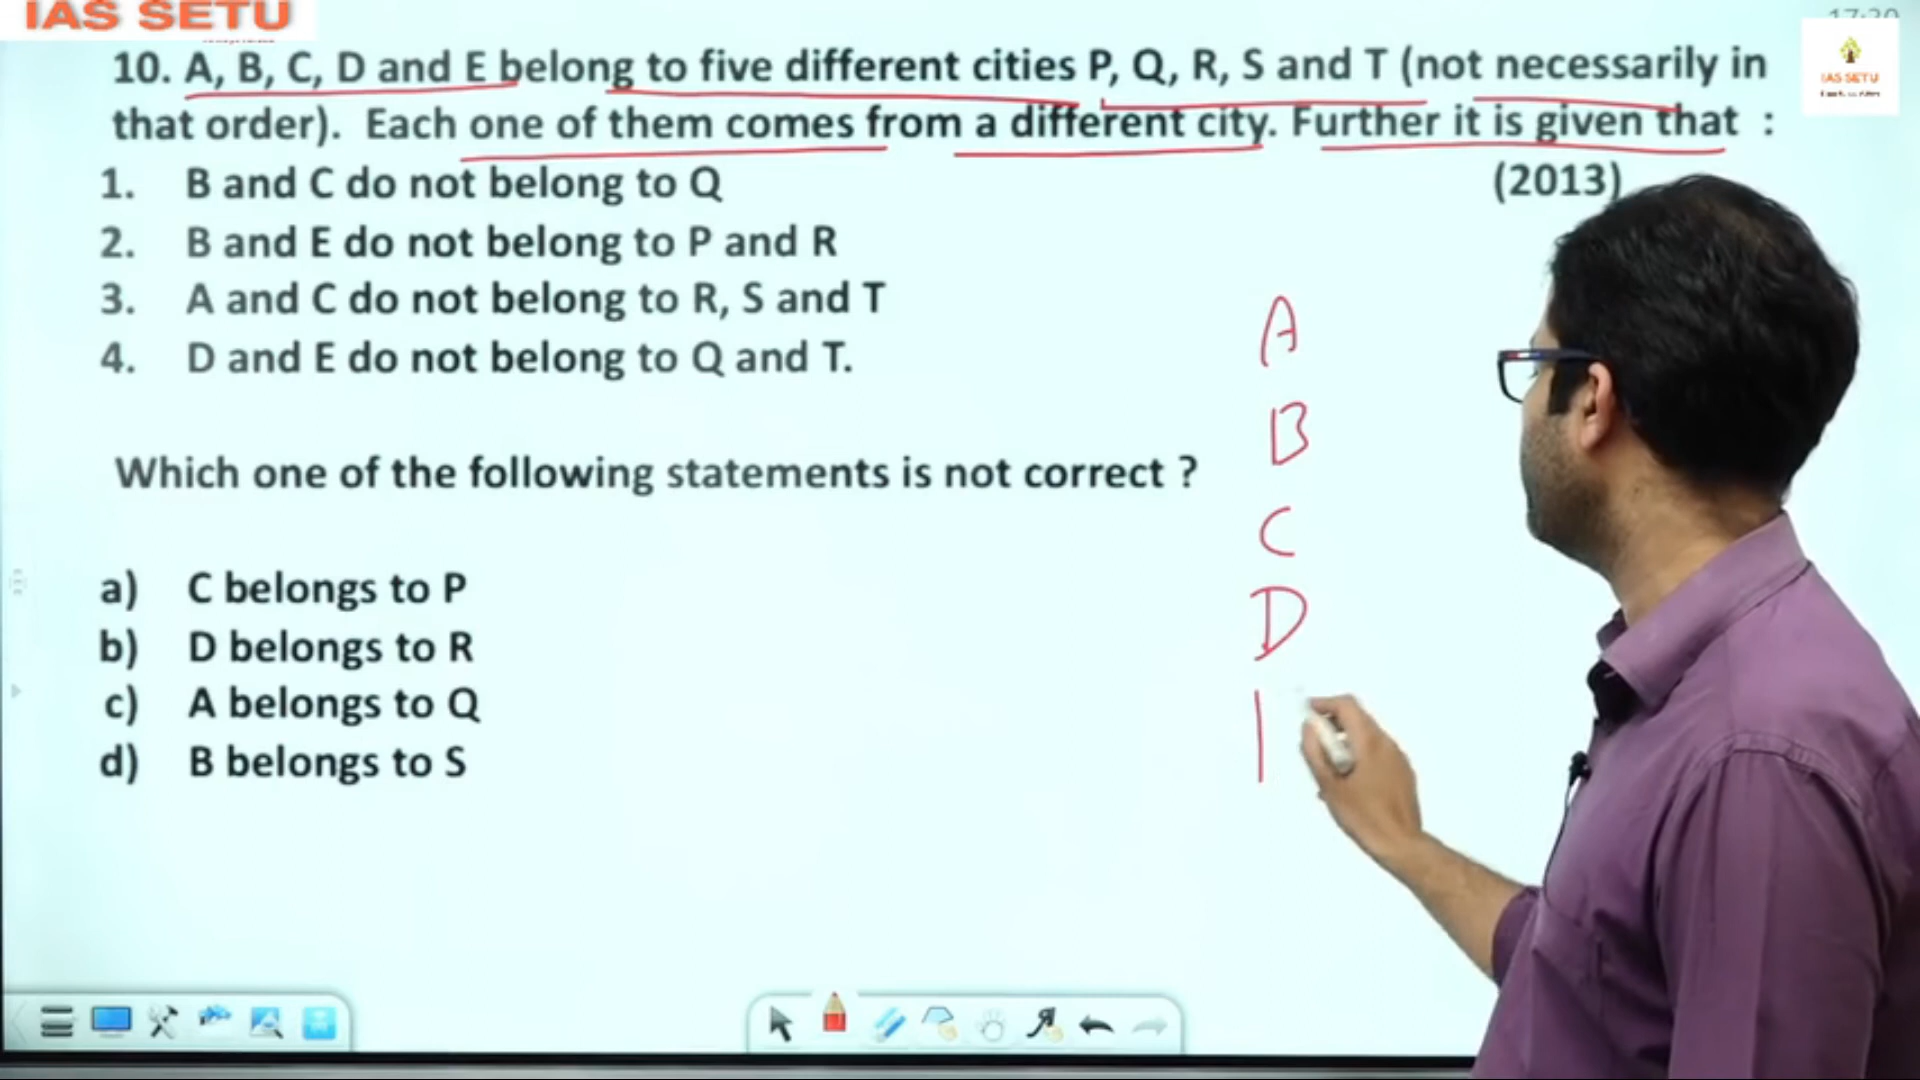 IAS SETU
10. A, B, C, D and E belong to five different cities P, Q, R, S and T (not necessarily in
that order). Each one of them comes from a different city. Further it is given that :
1. B and C do not belong to Q (2013)
2. B and E do not belong to P and R
3. A and C do not belong to R, S and T
4. D and E do not belong to Q and T.
Which one of the following statements is not correct ?
a) C belongs to P
b) D belongs to R
c) A belongs to Q
d) B belongs to S
A
B
C
D
IAS SETU